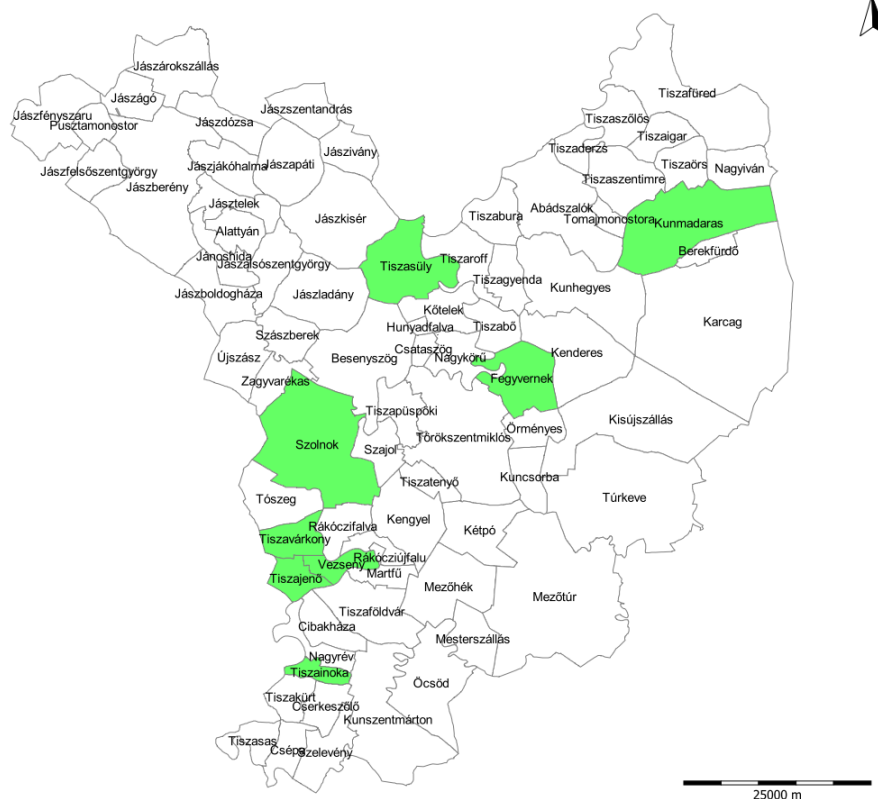 Jászárokszállás
Tiszafüred
Jászágó
Jászszentandrás
Jászfényszaru
Pusztamonostor
Jászdózsa
Tiszaszőlős
Tiszaigar
Tiszaderzs
Jászivány
Jászjákóhalma
Jászapáti
Tiszaörs
Nagyiván
Jászfelsőszentgyörgy
Jászberény
Tiszaszentimre
Jásztelek
Abádszalók
Jászkisér
Tiszabura
Tomajmonostora
Kunmadaras
Alattyán
Berekfürdő
Jánoshida
Jászalsószentgyörgy
Tiszasüly
Tiszaroff
Tiszagyenda
Kunhegyes
Jászboldogháza
Jászladány
Kőtelek
Karcag
Hunyadfalva
Tiszabő
Szászberek
Csataszög
Kenderes
Újszász
Besenyszög
Nagykörű
Zagyvarékas
Fegyvernek
Tiszapüspöki
Kisújszállás
Örményes
Törökszentmiklós
Szolnok
Szajol
Tiszatenyő
Kuncsorba
Túrkeve
Tószeg
Kengyel
Rákóczifalva
Kétpó
Tiszavárkony
Rákócziújfalu
Vezseny
Martfű
Tiszajenő
Mezőhék
Mezőtúr
Tiszaföldvár
Cibakháza
Mesterszállás
Nagyrév
Tiszainoka
Öcsöd
Tiszakürt
Cserkeszőlő
Kunszentmárton
Tiszasas
Csépa
Szelevény
25000 m